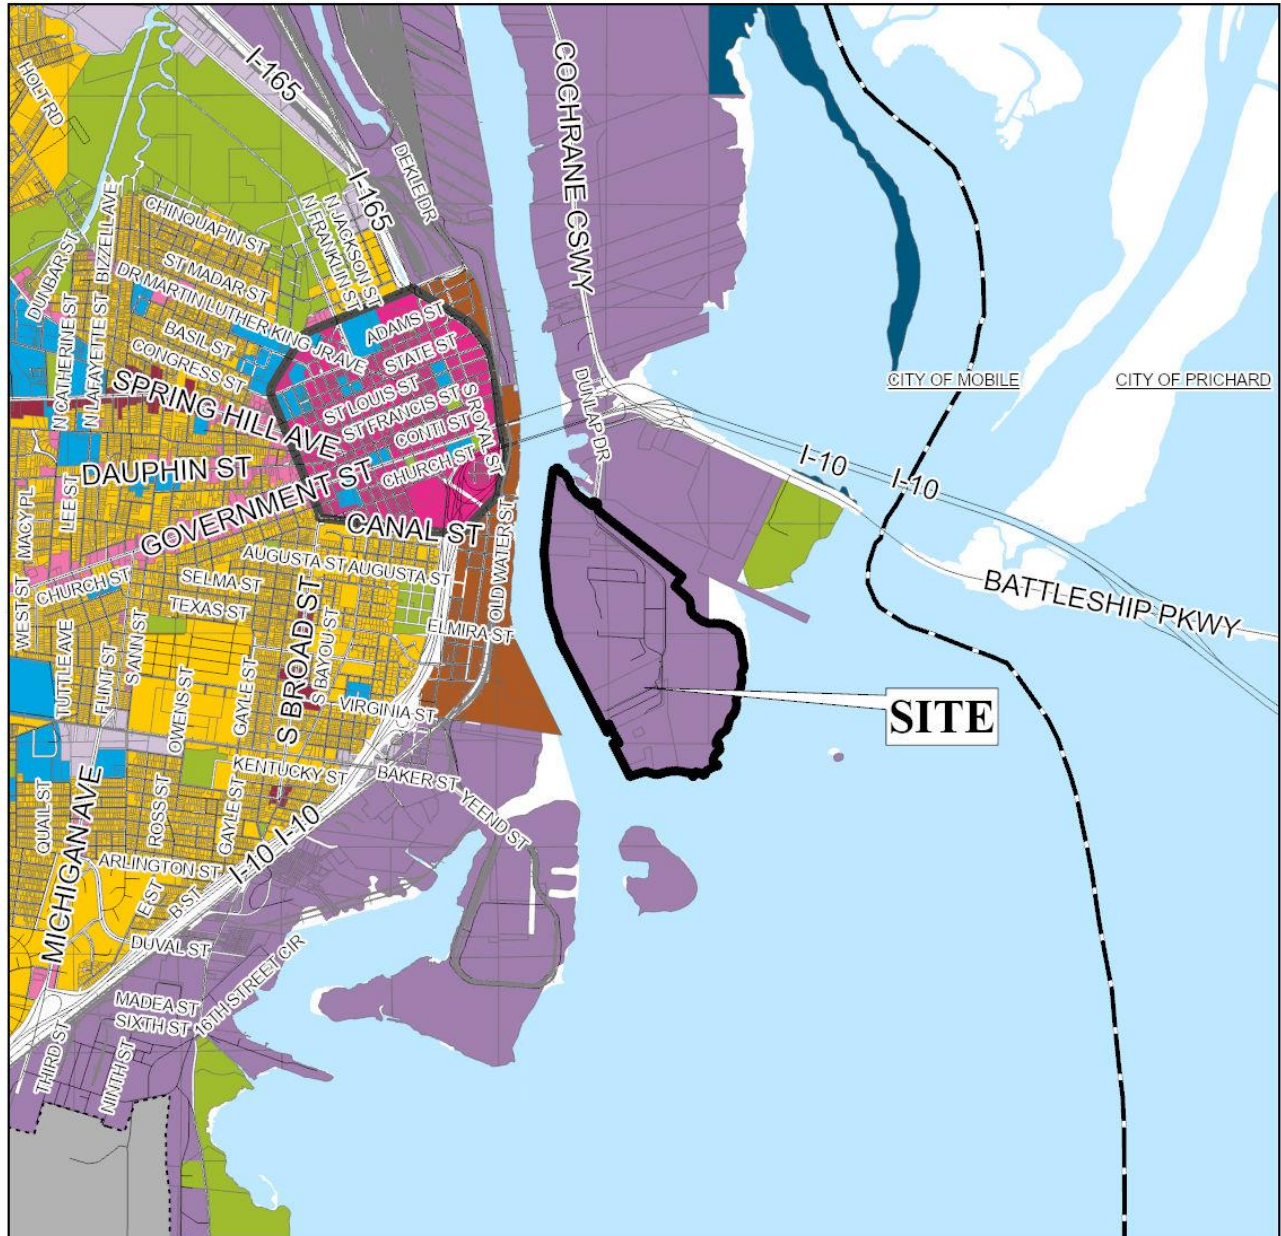 I-165
HOLT RD
COCHRANE CSWY
DEKLE DR
I-165
N JACKSON ST
N FRANKLIN ST
BIZZELL AVE
CHINQUAPIN ST
DUNBAR ST
ST MADAR ST
DR MARTIN LUTHER KING JR AVE
N CATHERINE ST
N LAFAYETTE ST
BASIL ST
CONGRESS ST
ADAMS ST
STATE ST
SPRING HILL AVE
ST LOUIS ST
ST FRANCIS ST
CONTI ST
S ROYAL ST
CHURCH ST
DUNLAP DR
CITY OF MOBILE
CITY OF PRICHARD
I-10
I-10
DAUPHIN ST
GOVERNMENT ST
CANAL ST
MACY PL
LEE ST
OLD WATER ST
AUGUSTA ST
AUGUSTA ST
WEST ST
CHURCH ST
SELMA ST
TEXAS ST
S BROAD ST
S BAYOU ST
ELMIRA ST
BATTLESHIP PKWY
TUTTLE AVE
FLINT ST
S ANN ST
OWENS ST
GAYLE ST
VIRGINIA ST
SITE
KENTUCKY ST
BAKER ST
YEEND ST
QUAIL ST
MICHIGAN AVE
ROSS ST
GAYLE ST
I-10
I-10
ARLINGTON ST
E ST
B ST
DUVAL ST
16TH STREET CIR
MADEA ST
SIXTH ST
THIRD ST
NINTH ST